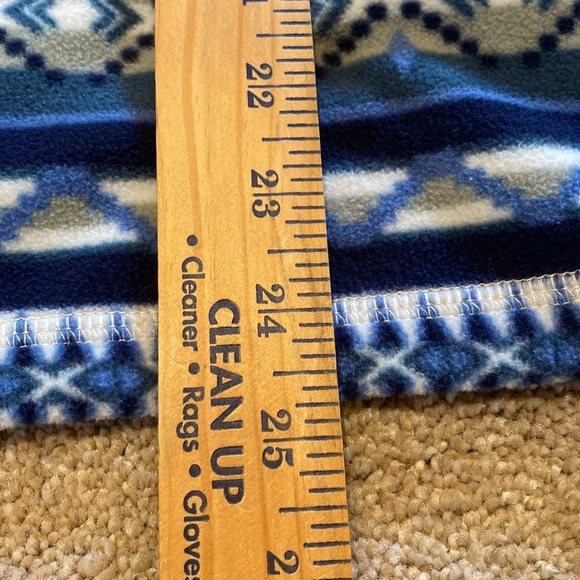 22
23
24
25
2
CLEAN UP
• Cleaner • Rags • Gloves